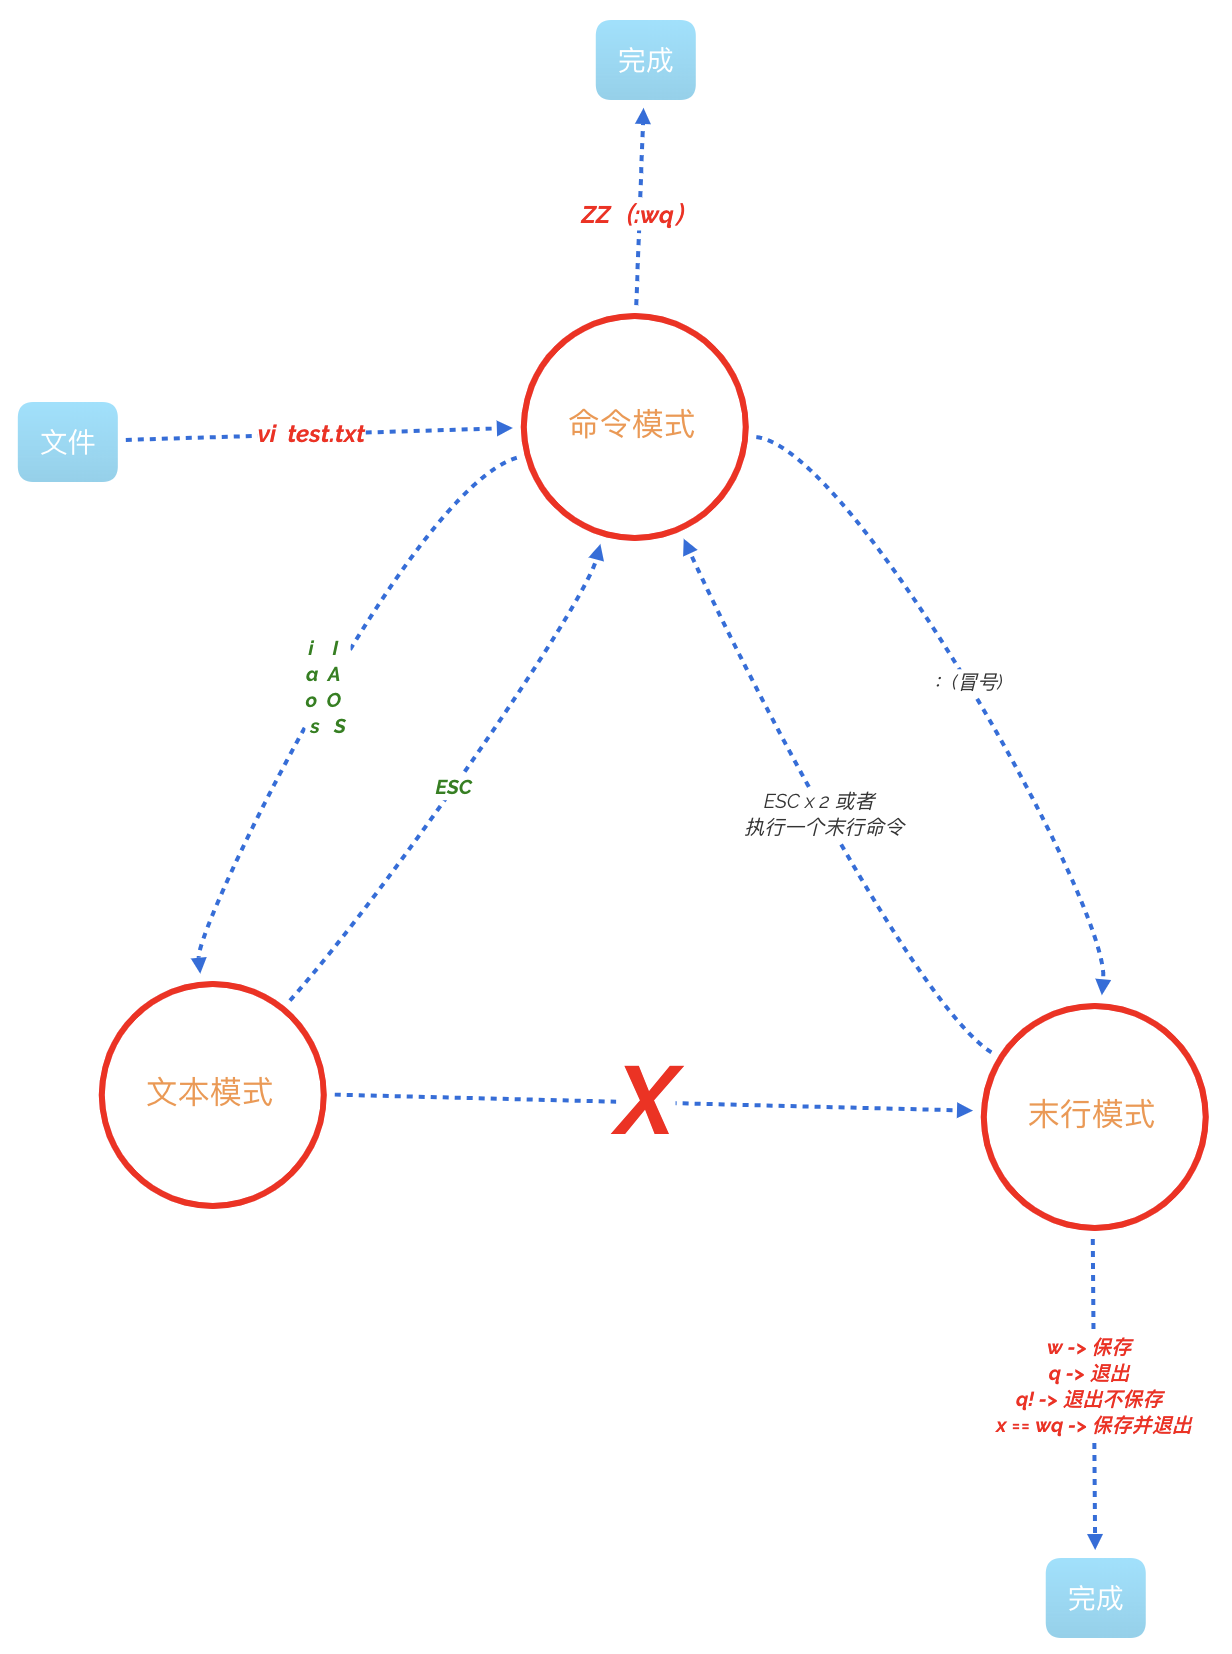 完成
ZZ （:wq）
命令模式
文件
vi  test.txt
i   I
a  A
o  O
s   S
：（冒号）
ESC
ESC x 2 或者
执行一个末行命令
文本模式
X
末行模式
w -> 保存
q -> 退出
q! -> 退出不保存
x == wq -> 保存并退出
完成